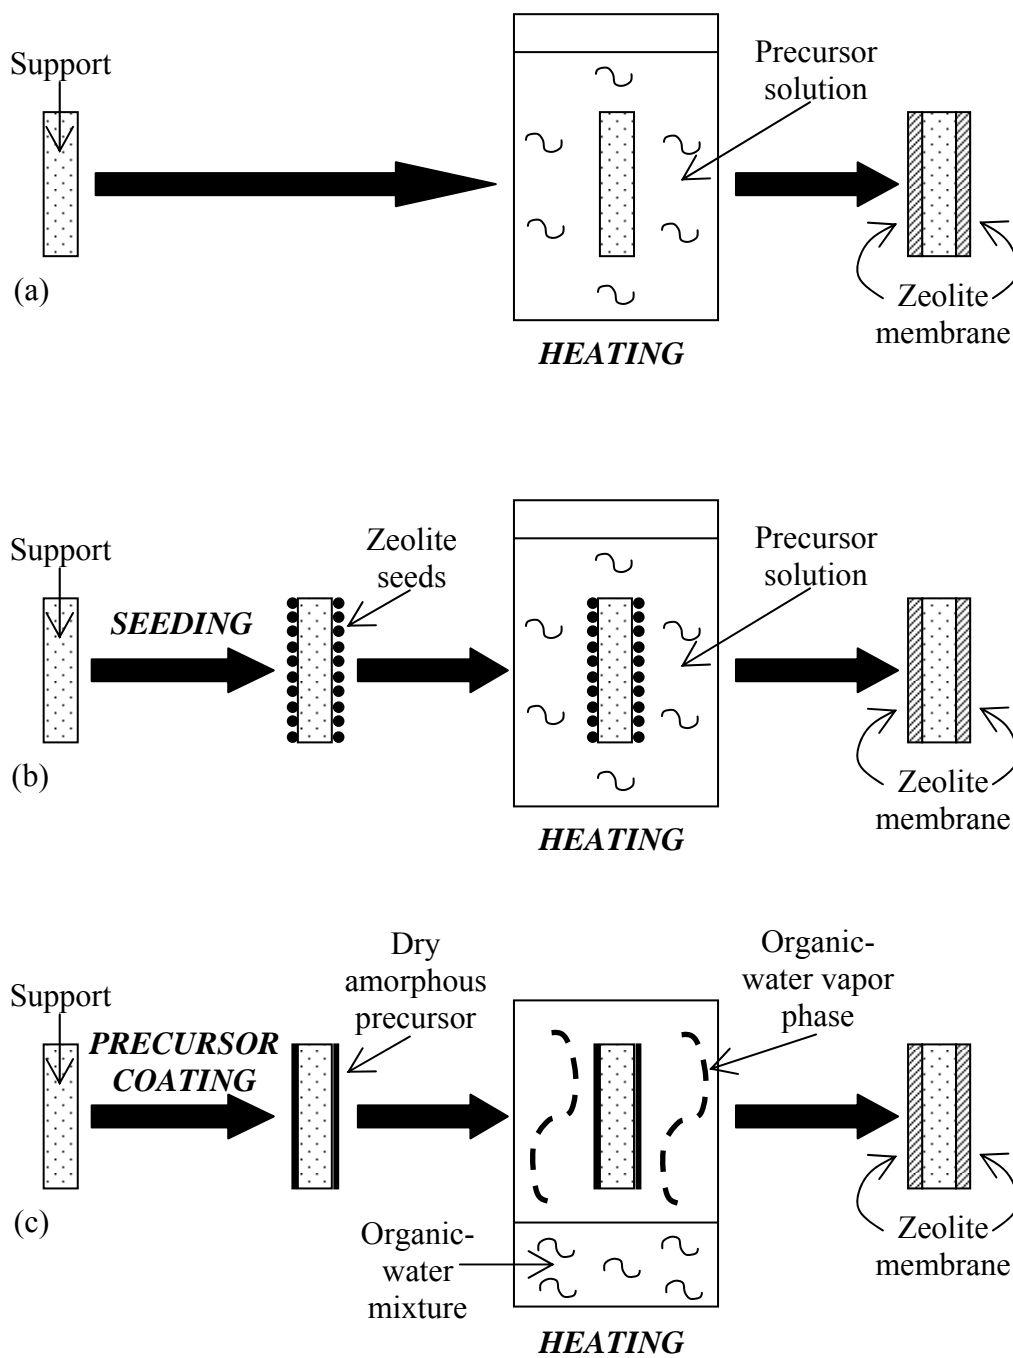 Support
Precursor
solution
(a)
HEATING
Zeolite
membrane
Support
SEEDING
Zeolite
seeds
Precursor
solution
(b)
HEATING
Zeolite
membrane
Support
PRECURSOR
COATING
Dry
amorphous
precursor
Organic-
water vapor
phase
(c)
Organic-
water
mixture
HEATING
Zeolite
membrane